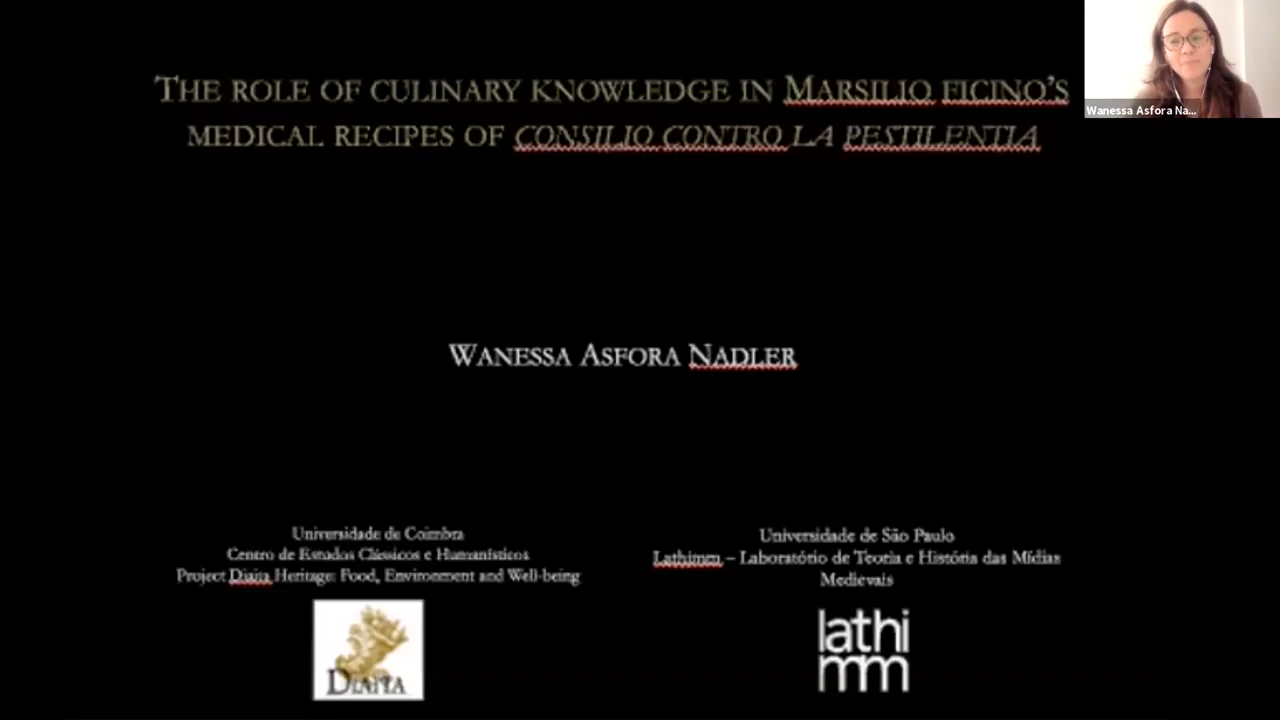 THE ROLE OF CULINARY KNOWLEDGE IN MARSILIO FICINO'S
MEDICAL RECIPES OF CONSILIO CONTRO LA PESTILENTIA
Wanessa Asfora Na...
WANESSA ASFORA NADLER
Universidade de Coimbra
Centro de Estudos Clássicos e Humanísticos
Project Diaita Heritage: Food, Environment and Well-being
DIAITA
Universidade de São Paulo
Lathimm – Laboratório de Teoria e História das Mídias
Medievais
lathi
mm